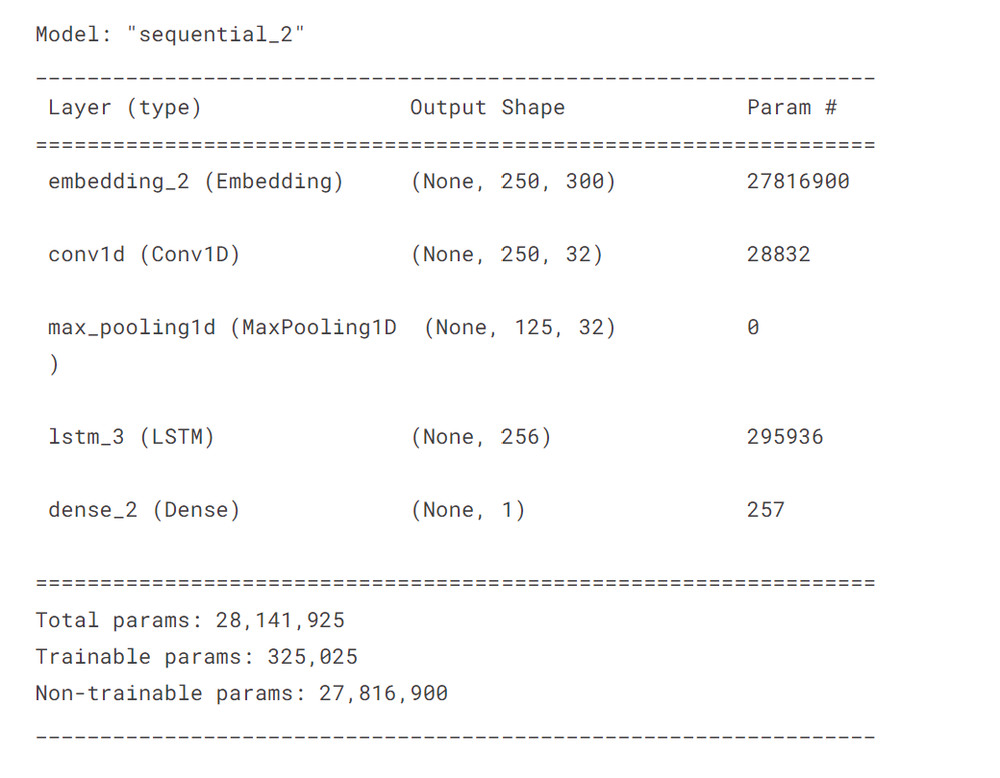 Model: "sequential_2"
_________________________________________________________________
Layer (type) Output Shape Param #
=================================================================
embedding_2 (Embedding) (None, 250, 300) 27816900
conv1d (Conv1D) (None, 250, 32) 28832
max_pooling1d (MaxPooling1D (None, 125, 32) 0
)
lstm_3 (LSTM) (None, 256) 295936
dense_2 (Dense) (None, 1) 257
=================================================================
Total params: 28,141,925
Trainable params: 325,025
Non-trainable params: 27,816,900
_________________________________________________________________